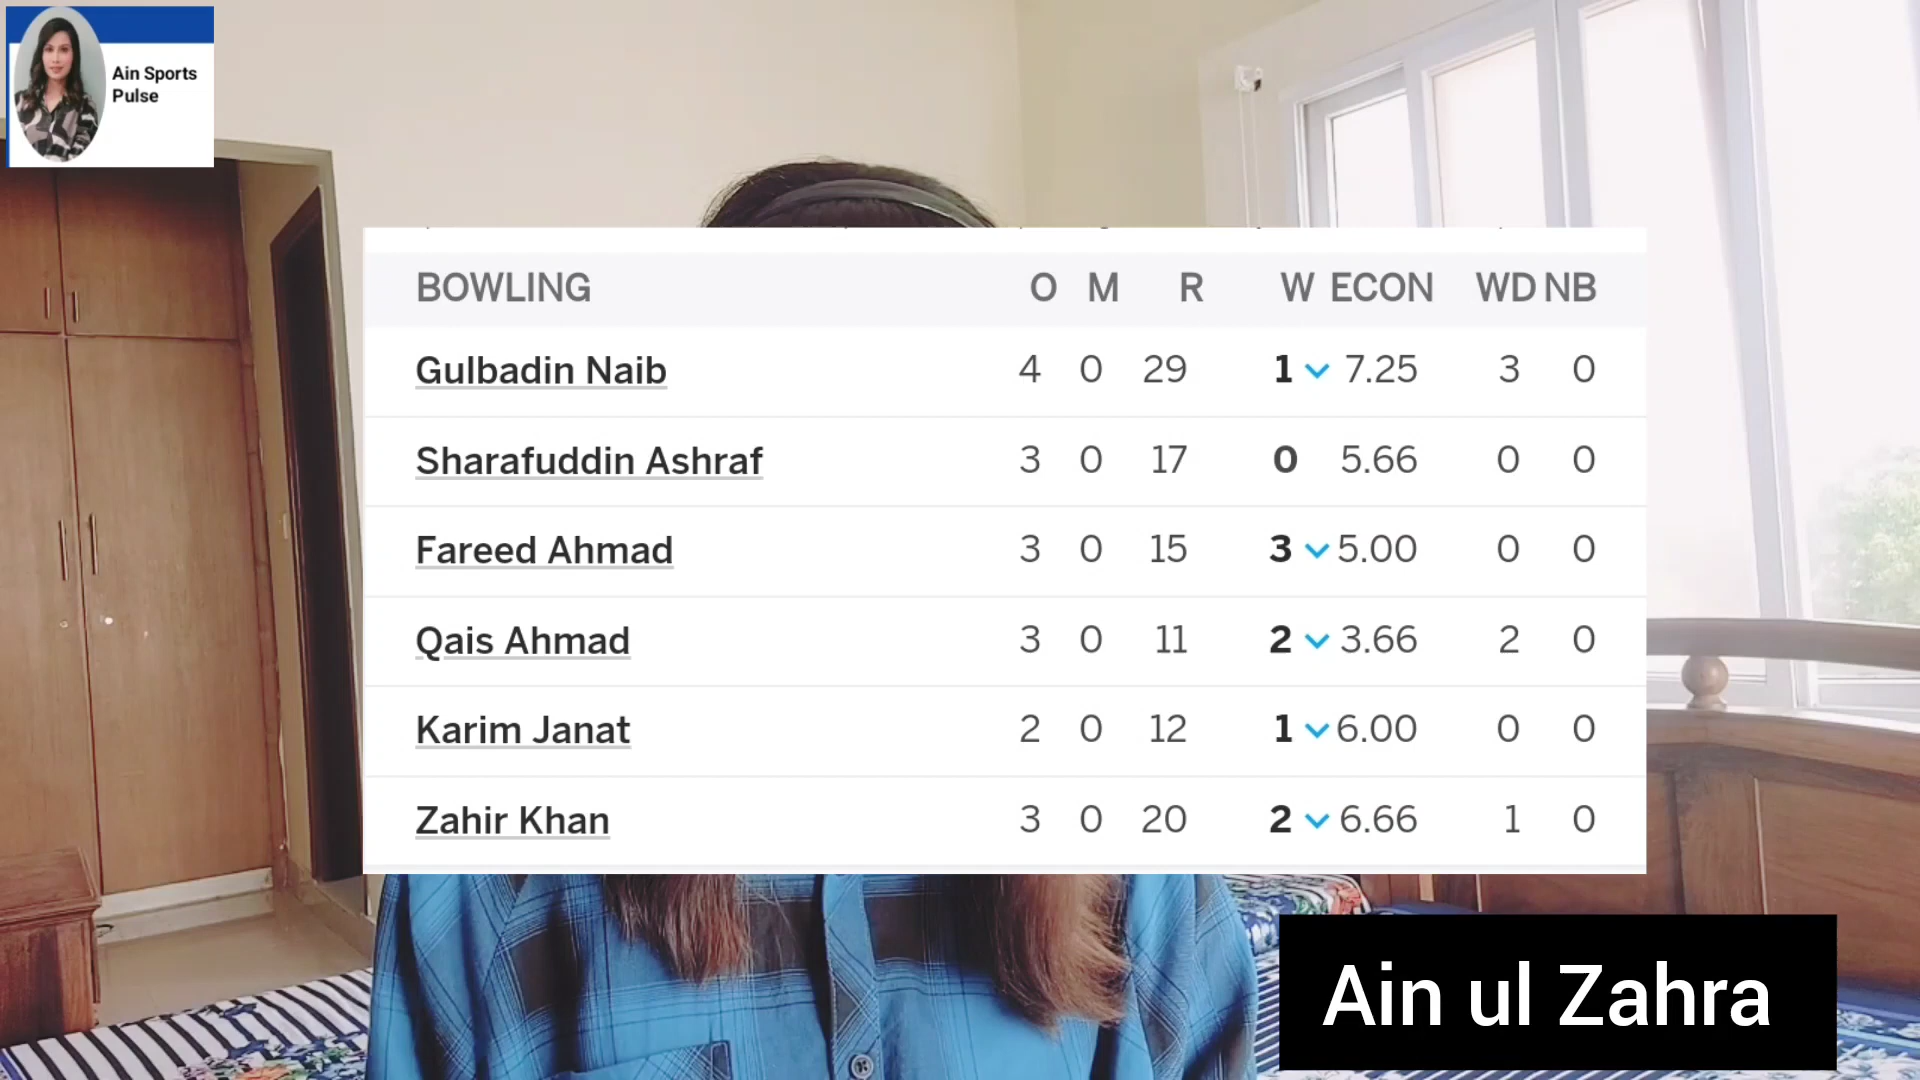 Ain Sports
Pulse
BOWLING O M R W ECON WD NB
Gulbadin Naib 4 0 29 1 7.25 3 0
Sharafuddin Ashraf 3 0 17 0 5.66 0 0
Fareed Ahmad 3 0 15 3 5.00 0 0
Qais Ahmad 3 0 11 2 3.66 2 0
Karim Janat 2 0 12 1 6.00 0 0
Zahir Khan 3 0 20 2 6.66 1 0
Ain ul Zahra